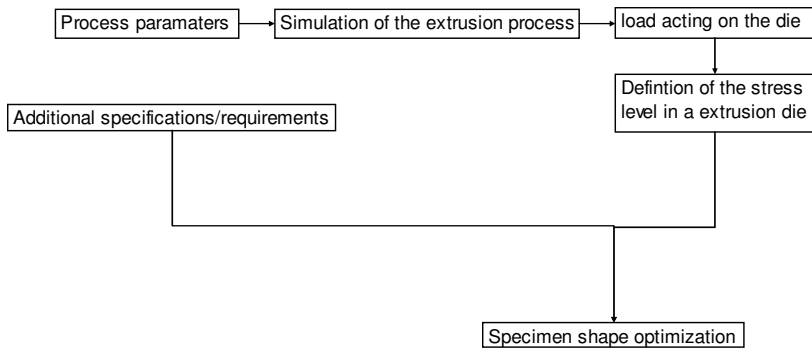 Process paramaters
Simulation of the extrusion process
load acting on the die
Defintion of the stress
level in a extrusion die
Additional specifications/requirements
Specimen shape optimization